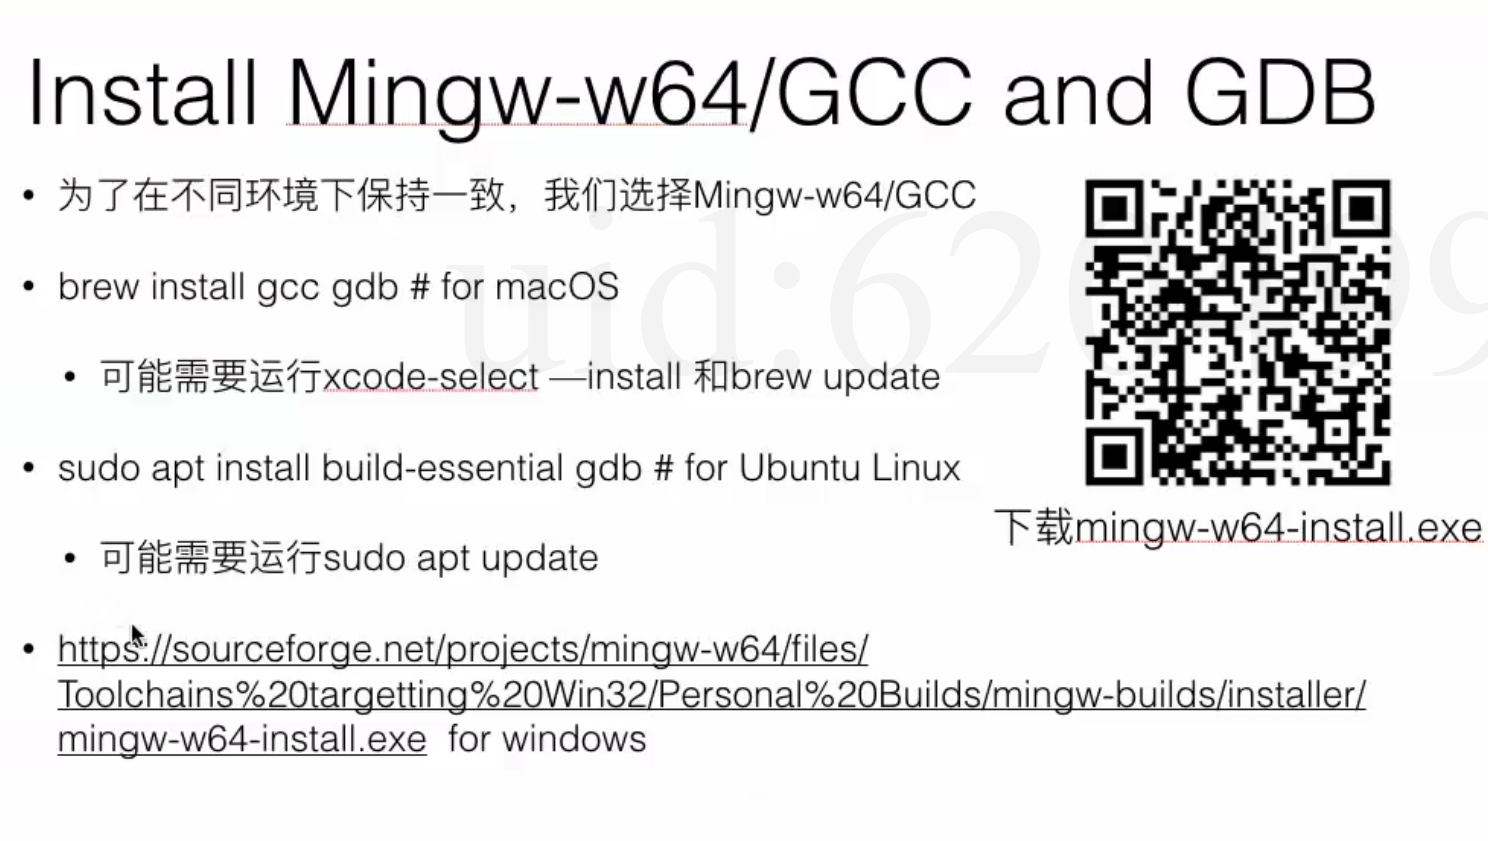 Install Mingw-w64/GCC and GDB
• 为了在不同环境下保持一致，我们选择Mingw-w64/GCC
• brew install gcc gdb # for macOS
• 可能需要运行xcode-select —install 和brew update
• sudo apt install build-essential gdb # for Ubuntu Linux
• 可能需要运行sudo apt update
• https://sourceforge.net/projects/mingw-w64/files/
Toolchains%20targetting%20Win32/Personal%20Builds/mingw-builds/installer/
mingw-w64-install.exe for windows
下载mingw-w64-install.exe
uid:62